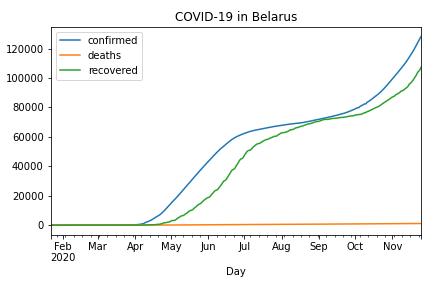 COVID-19 in Belarus
confirmed
deaths
recovered
120000
100000
80000
60000
40000
20000
0
Feb Mar Apr May Jun Jul Aug Sep Oct Nov
2020
Day